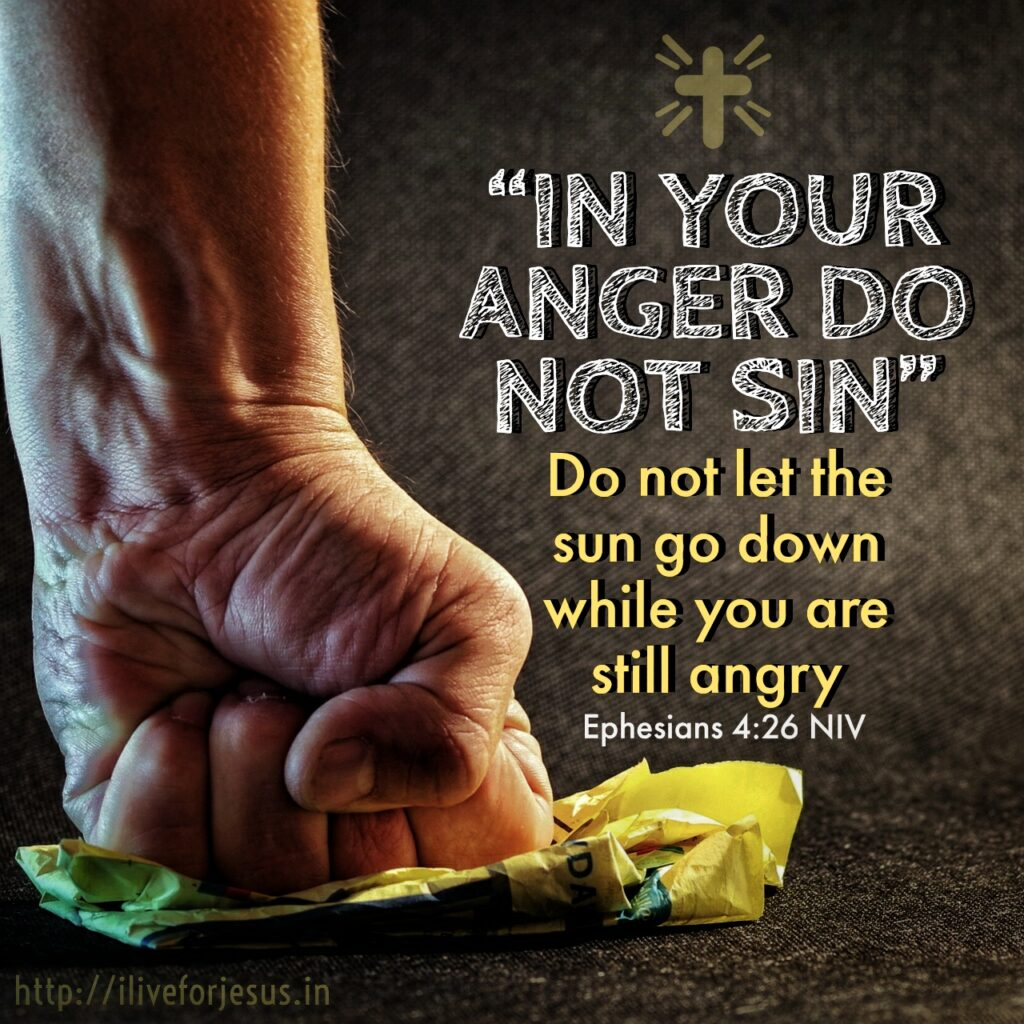 “IN YOUR
ANGER DO
NOT SIN”
Do not let the
sun go down
while you are
still angry
Ephesians 4:26 NIV
DA
http://iliveforjesus.in